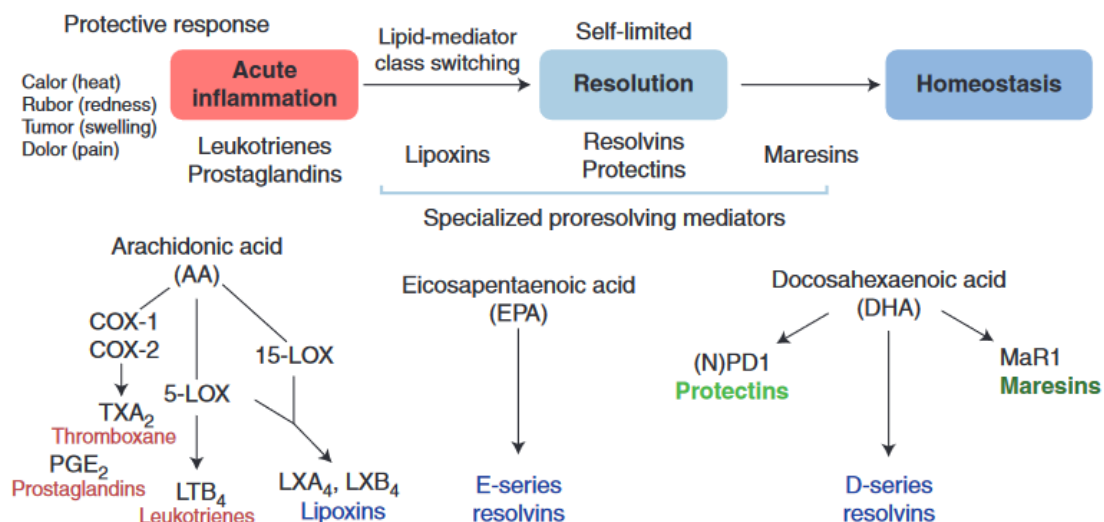 Protective response
Calor (heat)
Rubor (redness)
Tumor (swelling)
Dolor (pain)
Acute
inflammation
Leukotrienes
Prostaglandins
Lipid-mediator
class switching
Lipoxins
Self-limited
Resolution
Resolvins
Protectins
Homeostasis
Maresins
Specialized proresolving mediators
Arachidonic acid
(AA)
COX-1
COX-2
15-LOX
5-LOX
TXA₂
Thromboxane
PGE₂
Prostaglandins
LTB₄
Leukotrienes
LXA₄, LXB₄
Lipoxins
Eicosapentaenoic acid
(EPA)
E-series
resolvins
Docosahexaenoic acid
(DHA)
(N)PD1
Protectins
MaR1
Maresins
D-series
resolvins